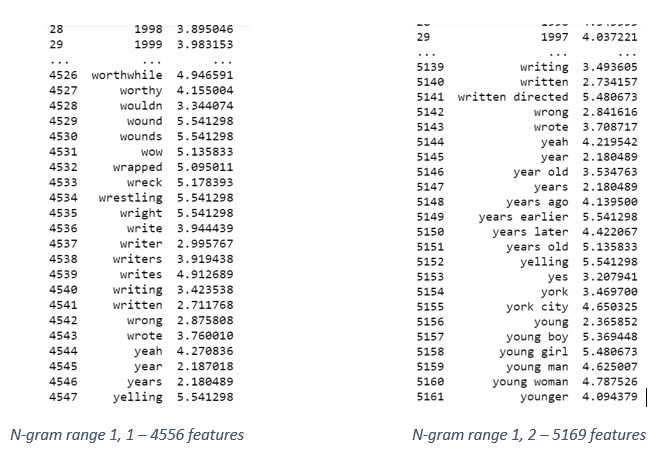 28 1998 3.895046
29 1999 3.983153
... ... ...
4526 worthwhile 4.946591
4527 worthy 4.155004
4528 wouldn 3.344074
4529 wound 5.541298
4530 wounds 5.541298
4531 wow 5.135833
4532 wrapped 5.095011
4533 wreck 5.178393
4534 wrestling 5.541298
4535 wright 5.541298
4536 write 3.944439
4537 writer 2.995767
4538 writers 3.919438
4539 writes 4.912689
4540 writing 3.423538
4541 written 2.711768
4542 wrong 2.875808
4543 wrote 3.760010
4544 yeah 4.270836
4545 year 2.187018
4546 years 2.180489
4547 yelling 5.541298
N-gram range 1, 1 – 4556 features
29 1997 4.037221
... ... ...
5139 writing 3.493605
5140 written 2.734157
5141 written directed 5.480673
5142 wrong 2.841616
5143 wrote 3.708717
5144 yeah 4.219542
5145 year 2.180489
5146 year old 3.534763
5147 years 2.180489
5148 years ago 4.139500
5149 years earlier 5.541298
5150 years later 4.422067
5151 years old 5.135833
5152 yelling 5.541298
5153 yes 3.207941
5154 york 3.469700
5155 york city 4.650325
5156 young 2.365852
5157 young boy 5.369448
5158 young girl 5.480673
5159 young man 4.625007
5160 young woman 4.787526
5161 younger 4.094379
N-gram range 1, 2 – 5169 features